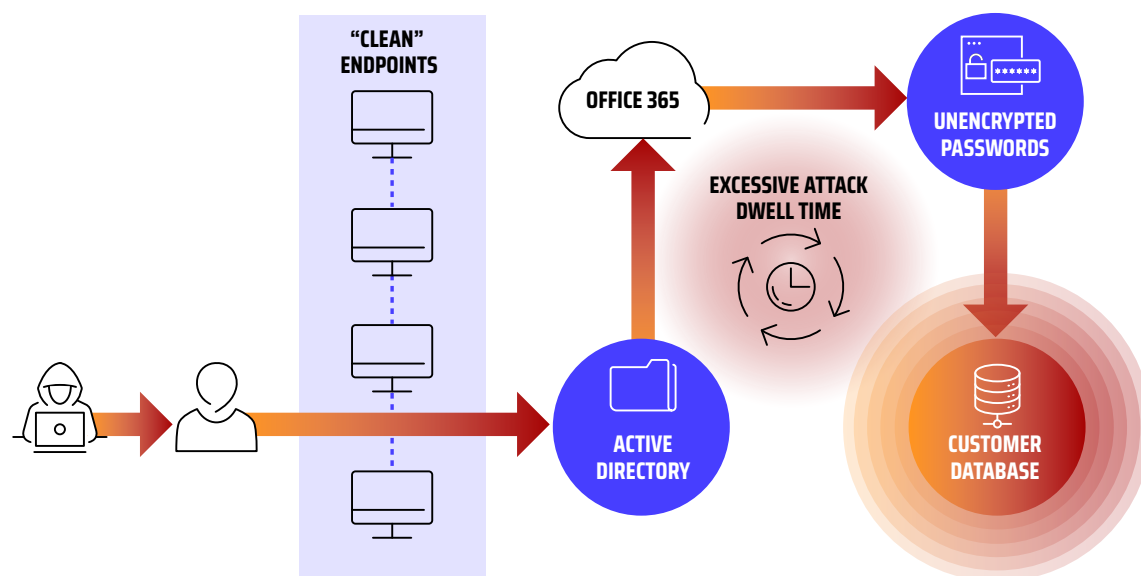 “CLEAN”
ENDPOINTS
OFFICE 365
UNENCRYPTED
PASSWORDS
EXCESSIVE ATTACK
DWELL TIME
ACTIVE
DIRECTORY
CUSTOMER
DATABASE